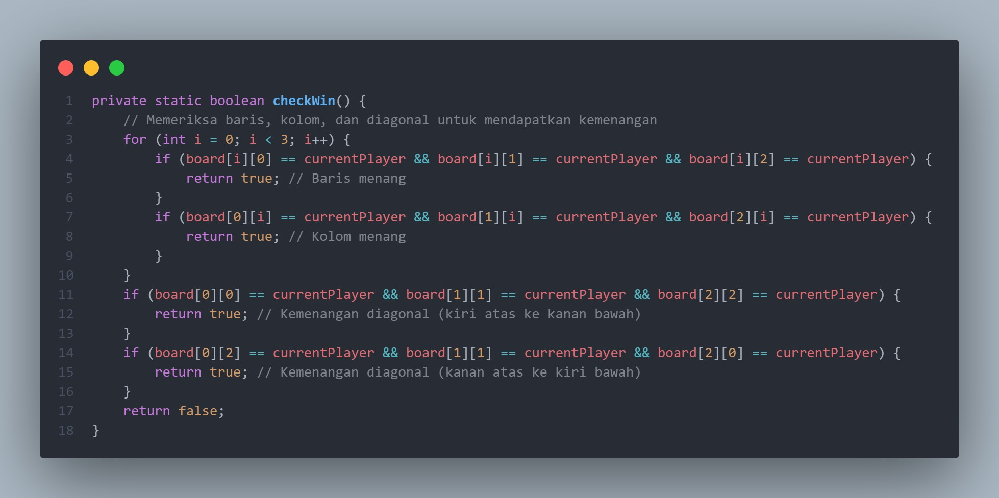 1 private static boolean checkWin() {
2 // Memeriksa baris, kolom, dan diagonal untuk mendapatkan kemenangan
3 for (int i = 0; i < 3; i++) {
4 if (board[i][0] == currentPlayer && board[i][1] == currentPlayer && board[i][2] == currentPlayer) {
5 return true; // Baris menang
6 }
7 if (board[0][i] == currentPlayer && board[1][i] == currentPlayer && board[2][i] == currentPlayer) {
8 return true; // Kolom menang
9 }
10 }
11 if (board[0][0] == currentPlayer && board[1][1] == currentPlayer && board[2][2] == currentPlayer) {
12 return true; // Kemenangan diagonal (kiri atas ke kanan bawah)
13 }
14 if (board[0][2] == currentPlayer && board[1][1] == currentPlayer && board[2][0] == currentPlayer) {
15 return true; // Kemenangan diagonal (kanan atas ke kiri bawah)
16 }
17 return false;
18 }